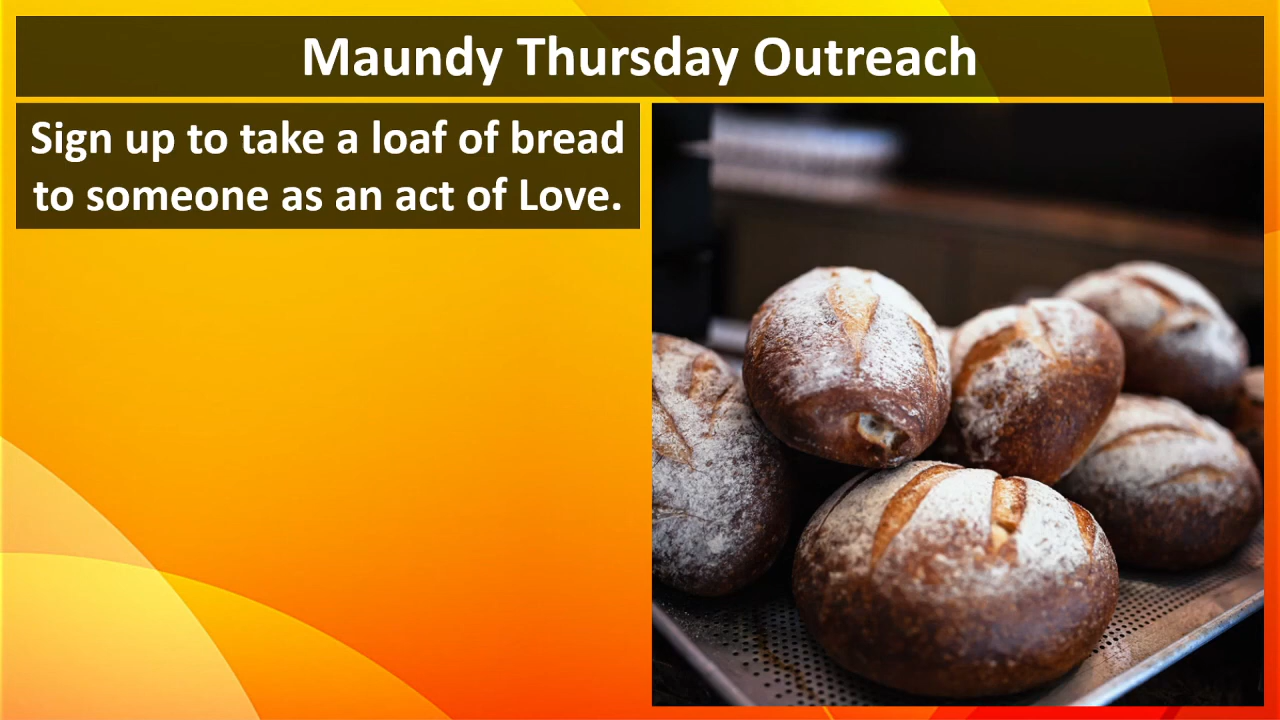 Maundy Thursday Outreach
Sign up to take a loaf of bread
to someone as an act of Love.